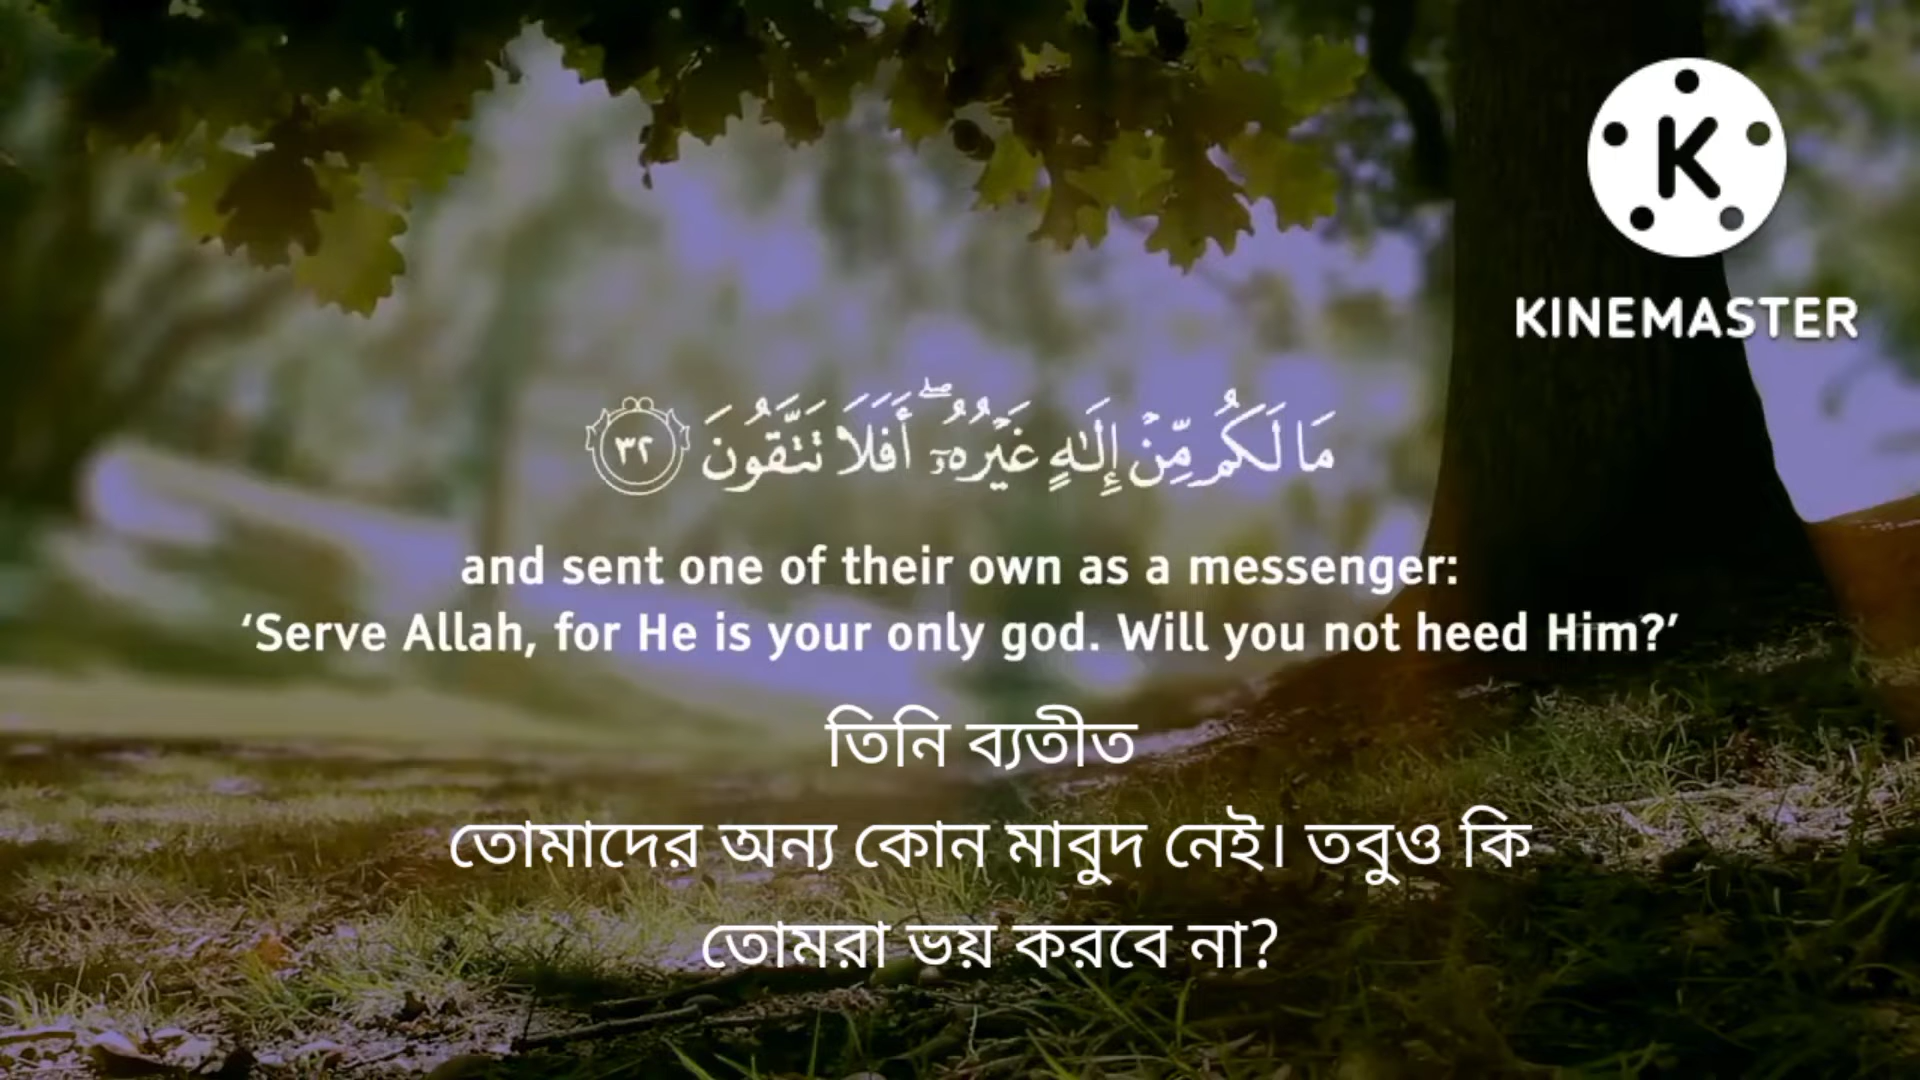 K
KINEMASTER
مَا لَكُم مِّنْ إِلَٰهٍ غَيْرُهُۥٓ ۖ أَفَلَا تَتَّقُونَ ٣٢
and sent one of their own as a messenger:
‘Serve Allah, for He is your only god. Will you not heed Him?’
তিনি ব্যতীত
তোমাদের অন্য কোন মাবুদ নেই। তবুও কি
তোমরা ভয় করবে না?